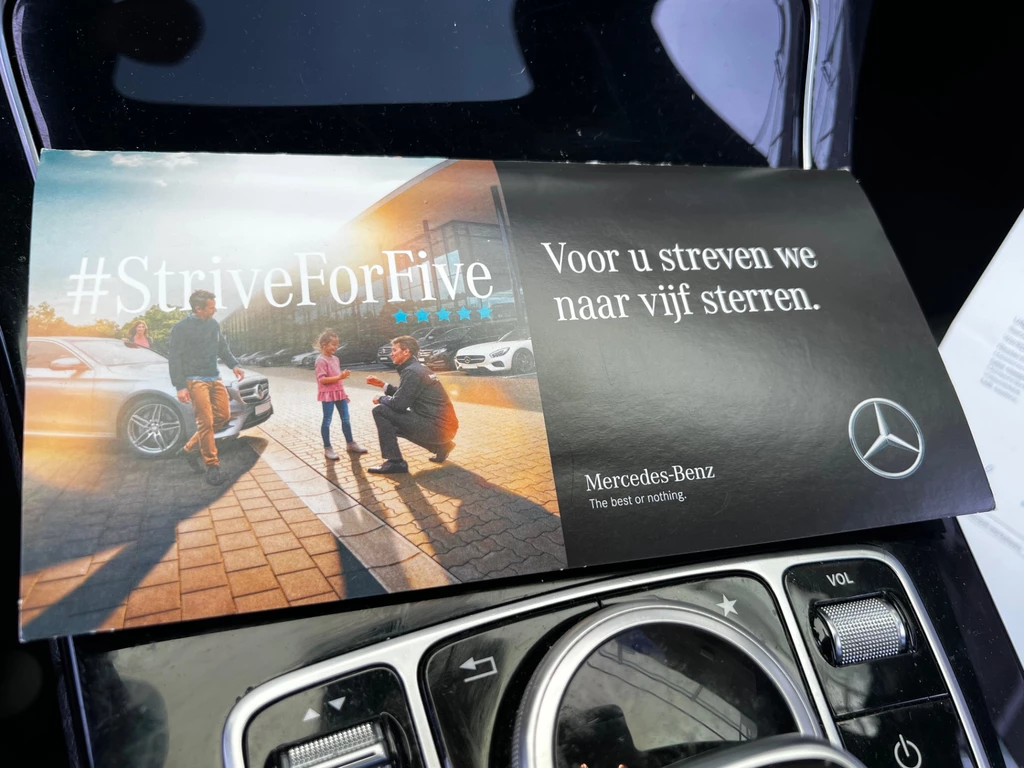 #StriveForFive
Voor u streven we
naar vijf sterren.
Mercedes-Benz
The best or nothing.
VOL